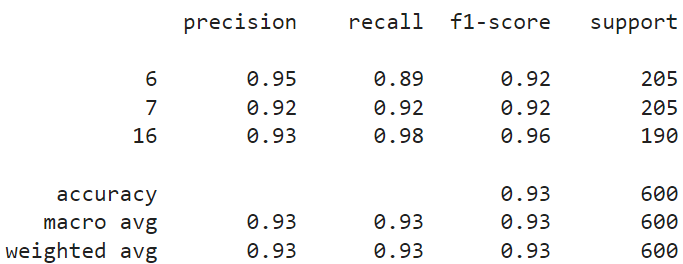 precision recall f1-score support
6 0.95 0.89 0.92 205
7 0.92 0.92 0.92 205
16 0.93 0.98 0.96 190
accuracy 0.93 600
macro avg 0.93 0.93 0.93 600
weighted avg 0.93 0.93 0.93 600